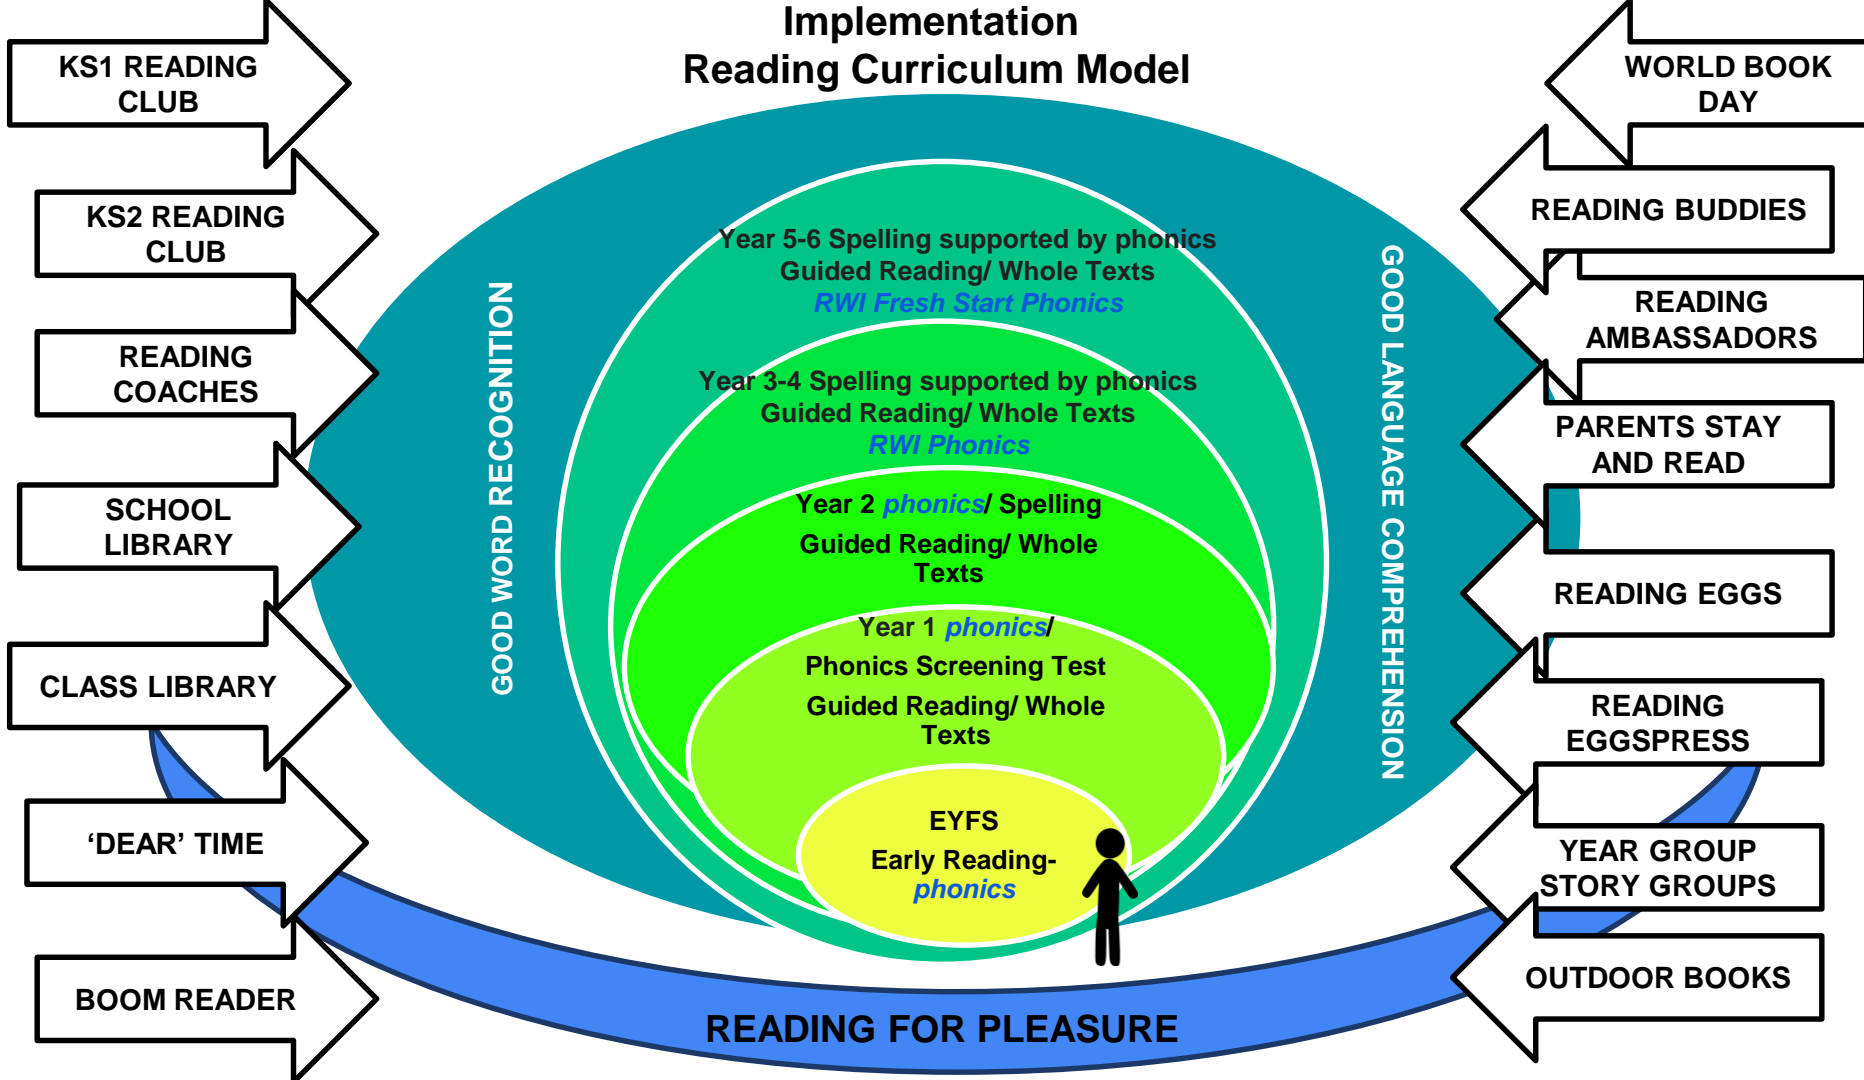 Implementation
Reading Curriculum Model
KS1 READING
CLUB
KS2 READING
CLUB
READING
COACHES
SCHOOL
LIBRARY
CLASS LIBRARY
‘DEAR’ TIME
BOOM READER
GOOD WORD RECOGNITION
Year 5-6 Spelling supported by phonics
Guided Reading/ Whole Texts
RWI Fresh Start Phonics
Year 3-4 Spelling supported by phonics
Guided Reading/ Whole Texts
RWI Phonics
Year 2 phonics/ Spelling
Guided Reading/ Whole
Texts
Year 1 phonics/
Phonics Screening Test
Guided Reading/ Whole
Texts
EYFS
Early Reading-
phonics
GOOD LANGUAGE COMPREHENSION
WORLD BOOK
DAY
READING BUDDIES
READING
AMBASSADORS
PARENTS STAY
AND READ
READING EGGS
READING
EGGSPRESS
YEAR GROUP
STORY GROUPS
OUTDOOR BOOKS
READING FOR PLEASURE